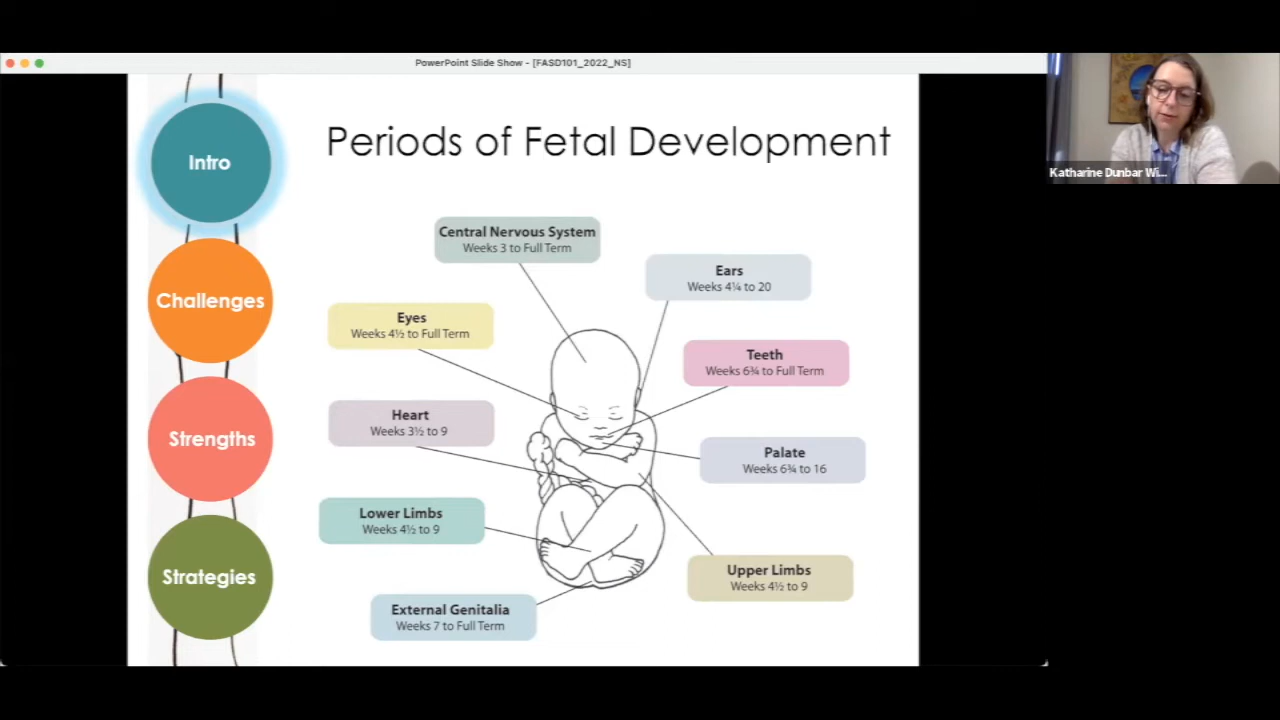 PowerPoint Slide Show - [FASD101_2022_NS]
Katharine Dunbar Wi...
Intro
Challenges
Strengths
Strategies
Periods of Fetal Development
Central Nervous System
Weeks 3 to Full Term
Ears
Weeks 4¼ to 20
Eyes
Weeks 4½ to Full Term
Teeth
Weeks 6¾ to Full Term
Heart
Weeks 3½ to 9
Palate
Weeks 6¾ to 16
Lower Limbs
Weeks 4½ to 9
Upper Limbs
Weeks 4½ to 9
External Genitalia
Weeks 7 to Full Term